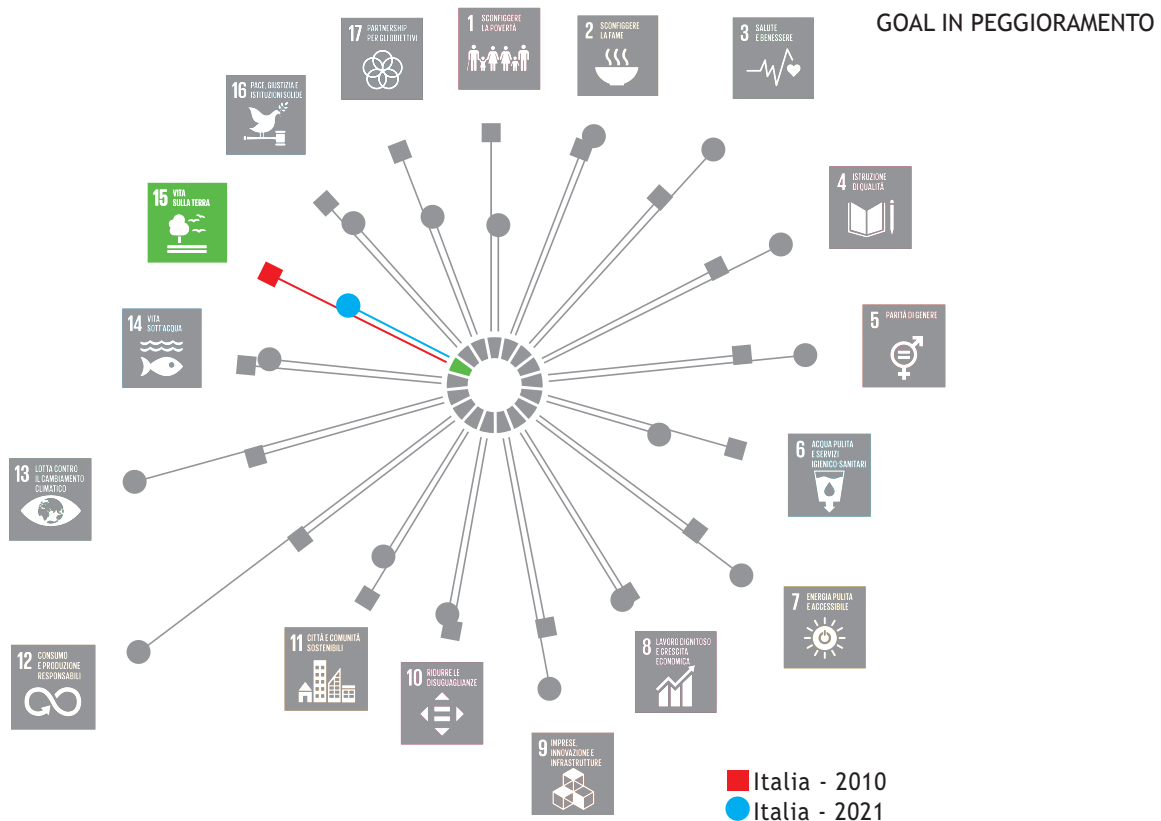 GOAL IN PEGGIORAMENTO
1 SCONFIGGERE
LA POVERTÀ
2 SCONFIGGERE
LA FAME
3 SALUTE
E BENESSERE
4 ISTRUZIONE
DI QUALITÀ
5 PARITÀ DI GENERE
6 ACQUA PULITA
E SERVIZI
IGIENICO-SANITARI
7 ENERGIA PULITA
E ACCESSIBILE
8 LAVORO DIGNITOSO
E CRESCITA
ECONOMICA
9 IMPRESE,
INNOVAZIONE E
INFRASTRUTTURE
10 RIDURRE LE
DISUGUAGLIANZE
11 CITTÀ E COMUNITÀ
SOSTENIBILI
12 CONSUMO
E PRODUZIONE
RESPONSABILI
13 LOTTA CONTRO
IL CAMBIAMENTO
CLIMATICO
14 VITA
SOTT'ACQUA
15 VITA
SULLA TERRA
16 PACE, GIUSTIZIA E
ISTITUZIONI SOLIDE
17 PARTNERSHIP
PER GLI OBIETTIVI
Italia - 2010
Italia - 2021